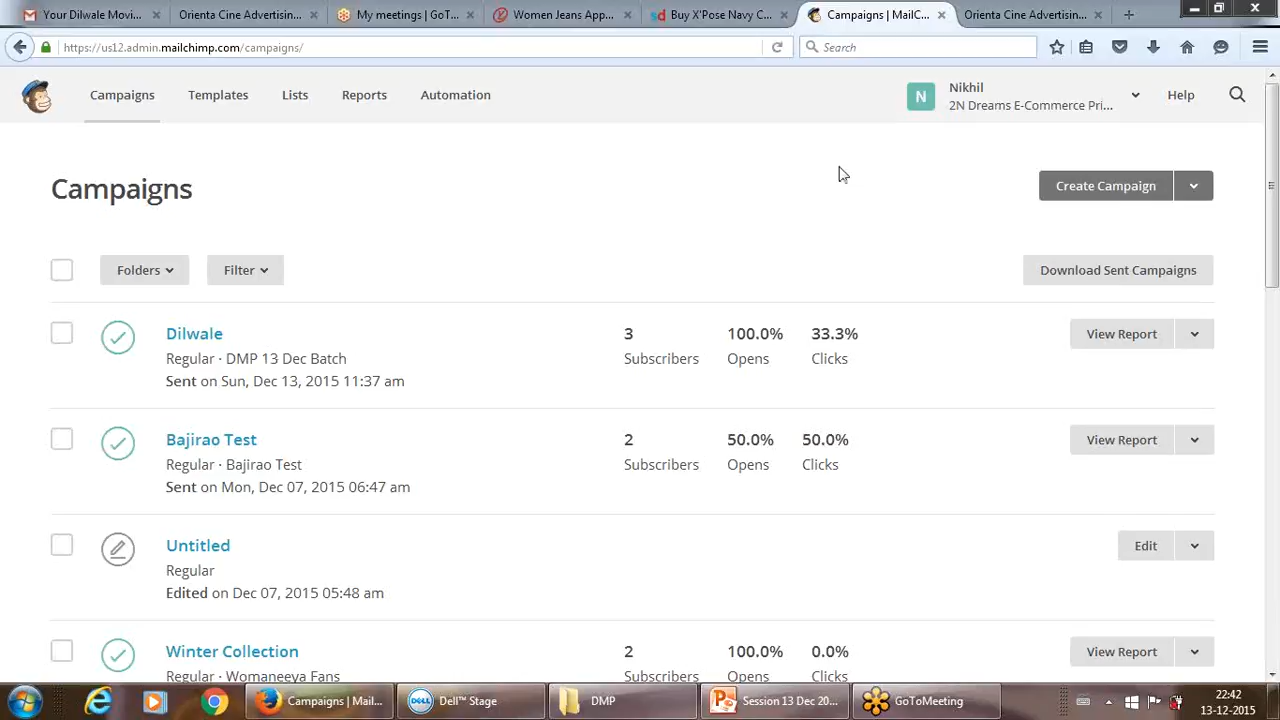 Your Dilwale Movi...
Orienta Cine Advertisin...
My meetings | GoT...
Women Jeans App...
Buy X'Pose Navy C...
Campaigns | MailC...
Orienta Cine Advertisin...
https://us12.admin.mailchimp.com/campaigns/
Search
Campaigns
Templates
Lists
Reports
Automation
N
Nikhil
2N Dreams E-Commerce Pri...
Help
Campaigns
Create Campaign
Folders
Filter
Download Sent Campaigns
Dilwale
3
100.0%
33.3%
View Report
Regular · DMP 13 Dec Batch
Subscribers
Opens
Clicks
Sent on Sun, Dec 13, 2015 11:37 am
Bajirao Test
2
50.0%
50.0%
View Report
Regular · Bajirao Test
Subscribers
Opens
Clicks
Sent on Mon, Dec 07, 2015 06:47 am
Untitled
Edit
Regular
Edited on Dec 07, 2015 05:48 am
Winter Collection
2
100.0%
0.0%
View Report
Regular · Womaneeya Fans
Subscribers
Opens
Clicks
Campaigns | Mail...
DELL
Dell™ Stage
DMP
Session 13 Dec 20...
GoToMeeting
22:42
13-12-2015